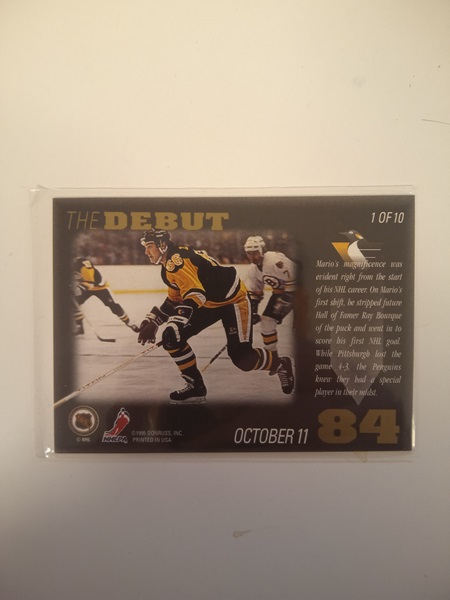 THE DEBUT
1 OF 10
Mario's magnificence was
evident right from the start
of his NHL career. On Mario's
first shift, he stripped future
Hall of Famer Ray Bourque
of the puck and went in to
score his first NHL goal.
While Pittsburgh lost the
game 4-3, the Penguins
knew they had a special
player in their midst.
OCTOBER 11
84
NHLPA
©1996 DONRUSS, INC.
PRINTED IN USA